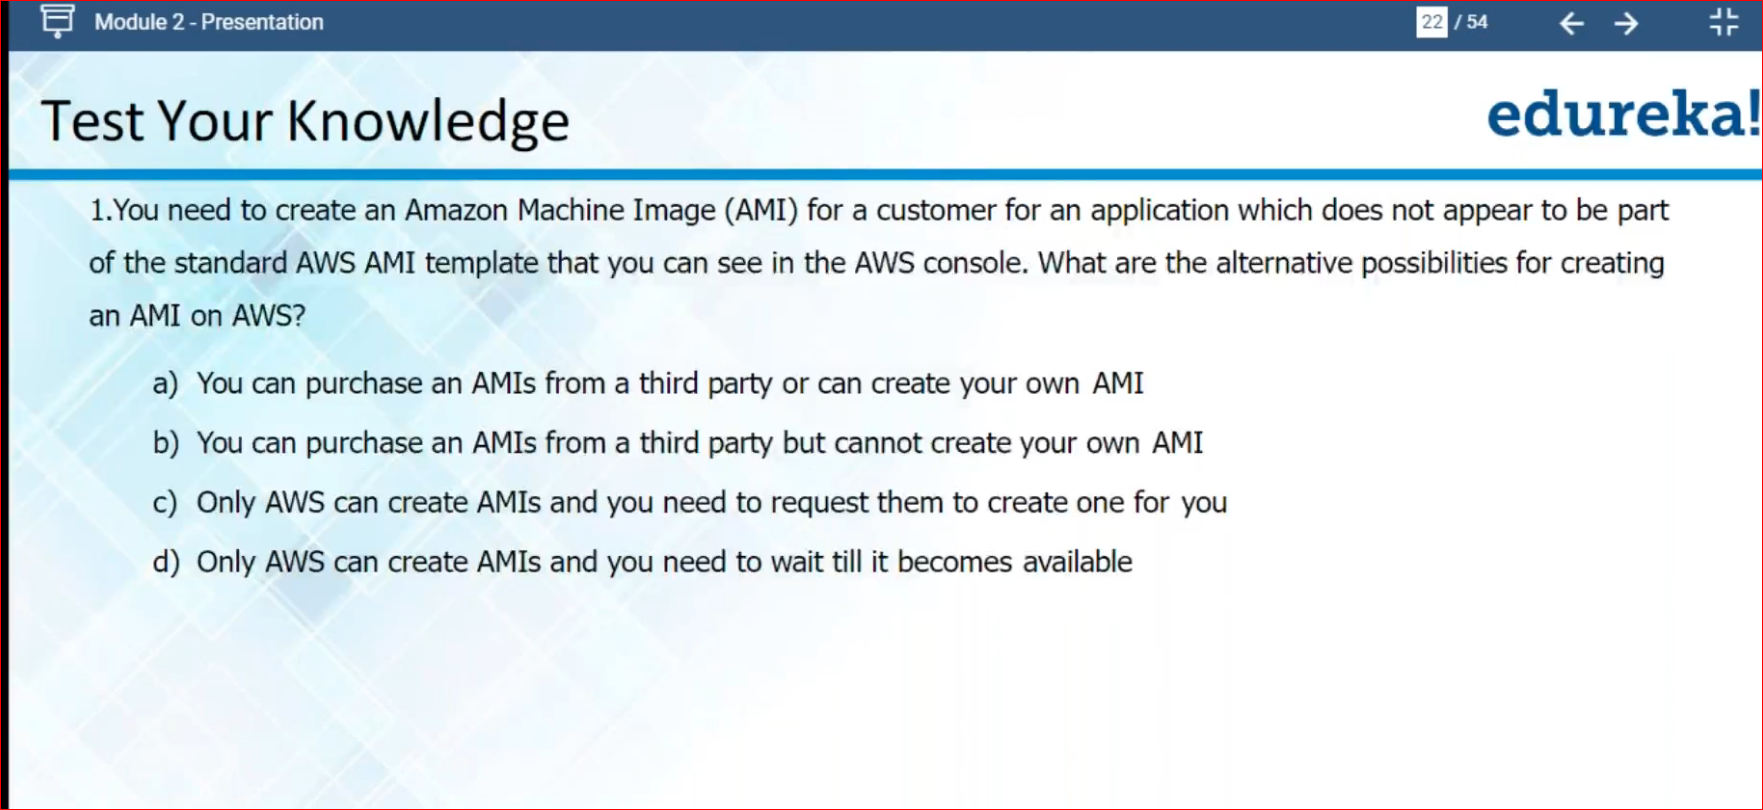 Module 2 - Presentation
22 / 54
Test Your Knowledge
edureka!
1.You need to create an Amazon Machine Image (AMI) for a customer for an application which does not appear to be part
of the standard AWS AMI template that you can see in the AWS console. What are the alternative possibilities for creating
an AMI on AWS?
a) You can purchase an AMIs from a third party or can create your own AMI
b) You can purchase an AMIs from a third party but cannot create your own AMI
c) Only AWS can create AMIs and you need to request them to create one for you
d) Only AWS can create AMIs and you need to wait till it becomes available